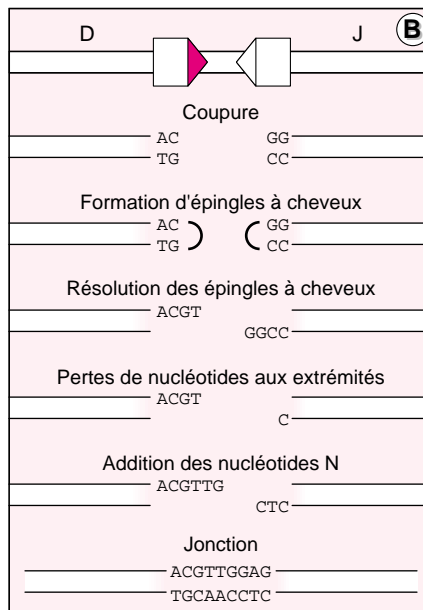 D J B
Coupure
AC GG
TG CC
Formation d'épingles à cheveux
AC GG
TG CC
Résolution des épingles à cheveux
ACGT
GGCC
Pertes de nucléotides aux extrémités
ACGT
C
Addition des nucléotides N
ACGTTG
CTC
Jonction
ACGTTGGAG
TGCAACCTC